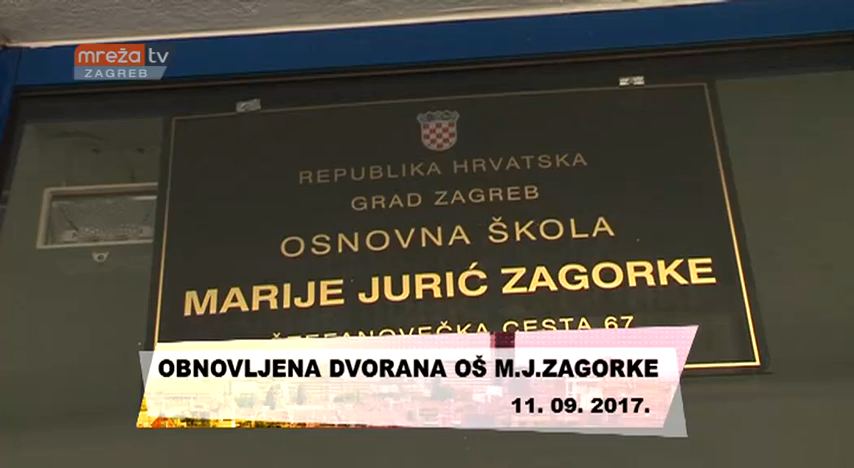 mreža tv
ZAGREB
REPUBLIKA HRVATSKA
GRAD ZAGREB
OSNOVNA ŠKOLA
MARIJE JURIĆ ZAGORKE
ŠTEFANOVEČKA CESTA 67
OBNOVLJENA DVORANA OŠ M.J.ZAGORKE
11. 09. 2017.